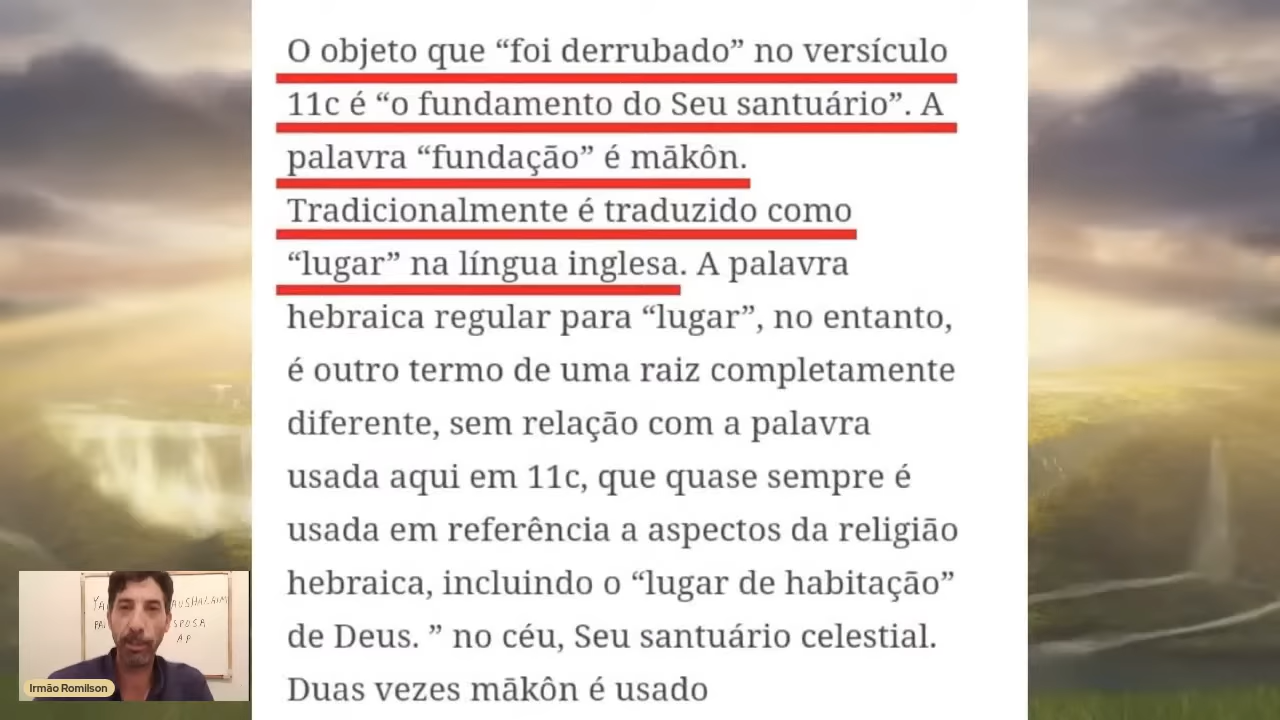 O objeto que “foi derrubado” no versículo
11c é “o fundamento do Seu santuário”. A
palavra “fundação” é mākôn.
Tradicionalmente é traduzido como
“lugar” na língua inglesa. A palavra
hebraica regular para “lugar”, no entanto,
é outro termo de uma raiz completamente
diferente, sem relação com a palavra
usada aqui em 11c, que quase sempre é
usada em referência a aspectos da religião
hebraica, incluindo o “lugar de habitação”
de Deus. ” no céu, Seu santuário celestial.
Duas vezes mākôn é usado
Irmão Romilson